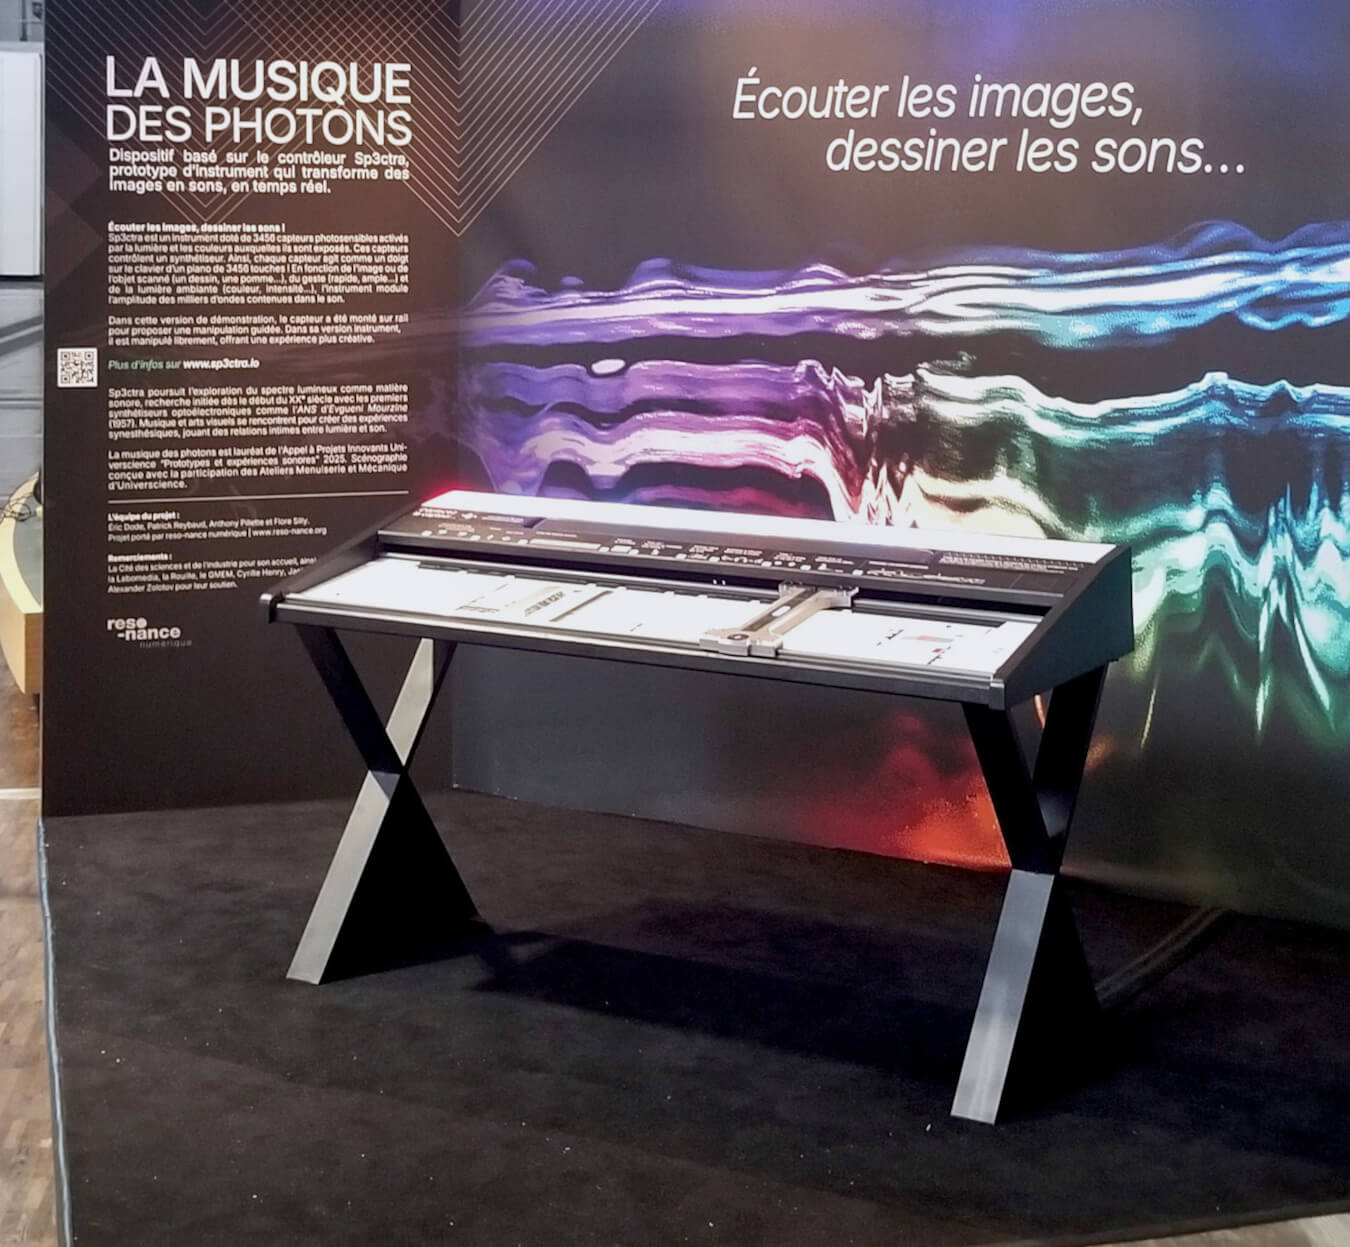 LA MUSIQUE
DES PHOTONS
Dispositif basé sur le contrôleur Sp3ctra,
prototype d'instrument qui transforme des
images en sons, en temps réel.
Écouter les images, dessiner les sons !
Sp3ctra est un instrument doté de 3456 capteurs photosensibles activés
par la lumière et les couleurs auxquelles ils sont exposés. Ces capteurs
contrôlent un synthétiseur. Ainsi, chaque capteur agit comme un doigt
sur le clavier d'un piano de 3456 touches ! En fonction de l'image ou de
l'objet scanné (un dessin, une pomme...), du geste (rapide, ample...) et
de la lumière ambiante (couleur, intensité...), l'instrument module
l'amplitude des milliers d'ondes contenues dans le son.
Dans cette version de démonstration, le capteur a été monté sur rail
pour proposer une manipulation guidée. Dans sa version instrument,
il est manipulé librement, offrant une expérience plus créative.
Plus d'infos sur www.sp3ctra.io
Sp3ctra poursuit l'exploration du spectre lumineux comme matière
sonore, recherche initiée dès le début du XXe siècle avec les premiers
synthétiseurs optoélectroniques comme l'ANS d'Evgueni Mourzine
(1957). Musique et arts visuels se rencontrent pour créer des expériences
synesthésiques, jouant des relations intimes entre lumière et son.
La musique des photons est lauréat de l'Appel à Projets Innovants Uni-
verscience "Prototypes et expériences sonores" 2025. Scénographie
conçue avec la participation des Ateliers Menuiserie et Mécanique
d'Universcience.
L'équipe du projet :
Eric Dode, Patrick Reybaud, Anthony Pillette et Flore Silly.
Projet porté par reso-nance numérique | www.reso-nance.org
Remerciements :
La Cité des sciences et de l'industrie pour son accueil, ainsi
la Labomedia, la Rouille, le GMEM, Cyrille Henry,
Alexander Zolotov pour leur soutien.
reso
-nance
numérique
Écouter les images,
dessiner les sons...